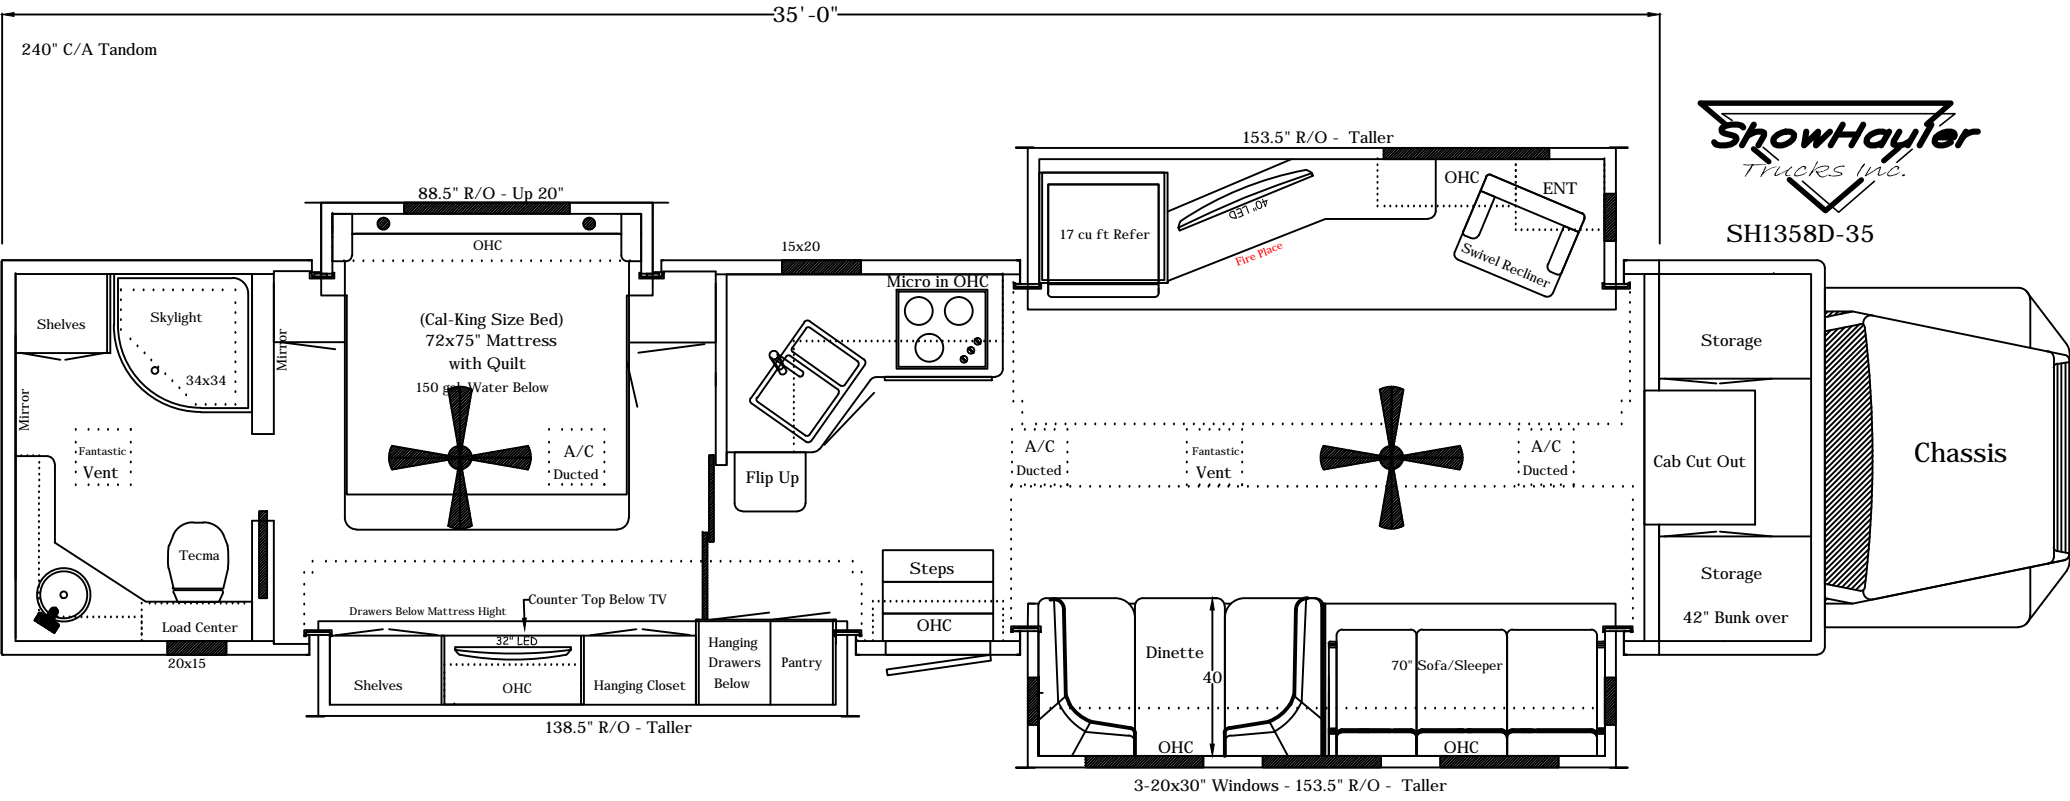 35'-0"
240" C/A Tandom
ShowHauler
Trucks Inc.
SH1358D-35
153.5" R/O - Taller
88.5" R/O - Up 20"
OHC
15x20
Micro in OHC
17 cu ft Refer
40" LED
Fire Place
OHC
ENT
Swivel Recliner
Shelves
Skylight
34x34
Mirror
Mirror
(Cal-King Size Bed)
72x75" Mattress
with Quilt
150 gal Water Below
Fantastic
Vent
A/C
Ducted
Flip Up
A/C
Ducted
Fantastic
Vent
A/C
Ducted
Storage
Cab Cut Out
Chassis
Tecma
Load Center
20x15
Steps
OHC
Storage
42" Bunk over
Drawers Below Mattress Hight
Counter Top Below TV
32" LED
Shelves
OHC
Hanging Closet
Hanging
Drawers
Below
Pantry
138.5" R/O - Taller
Dinette
40
OHC
70" Sofa/Sleeper
OHC
3-20x30" Windows - 153.5" R/O - Taller